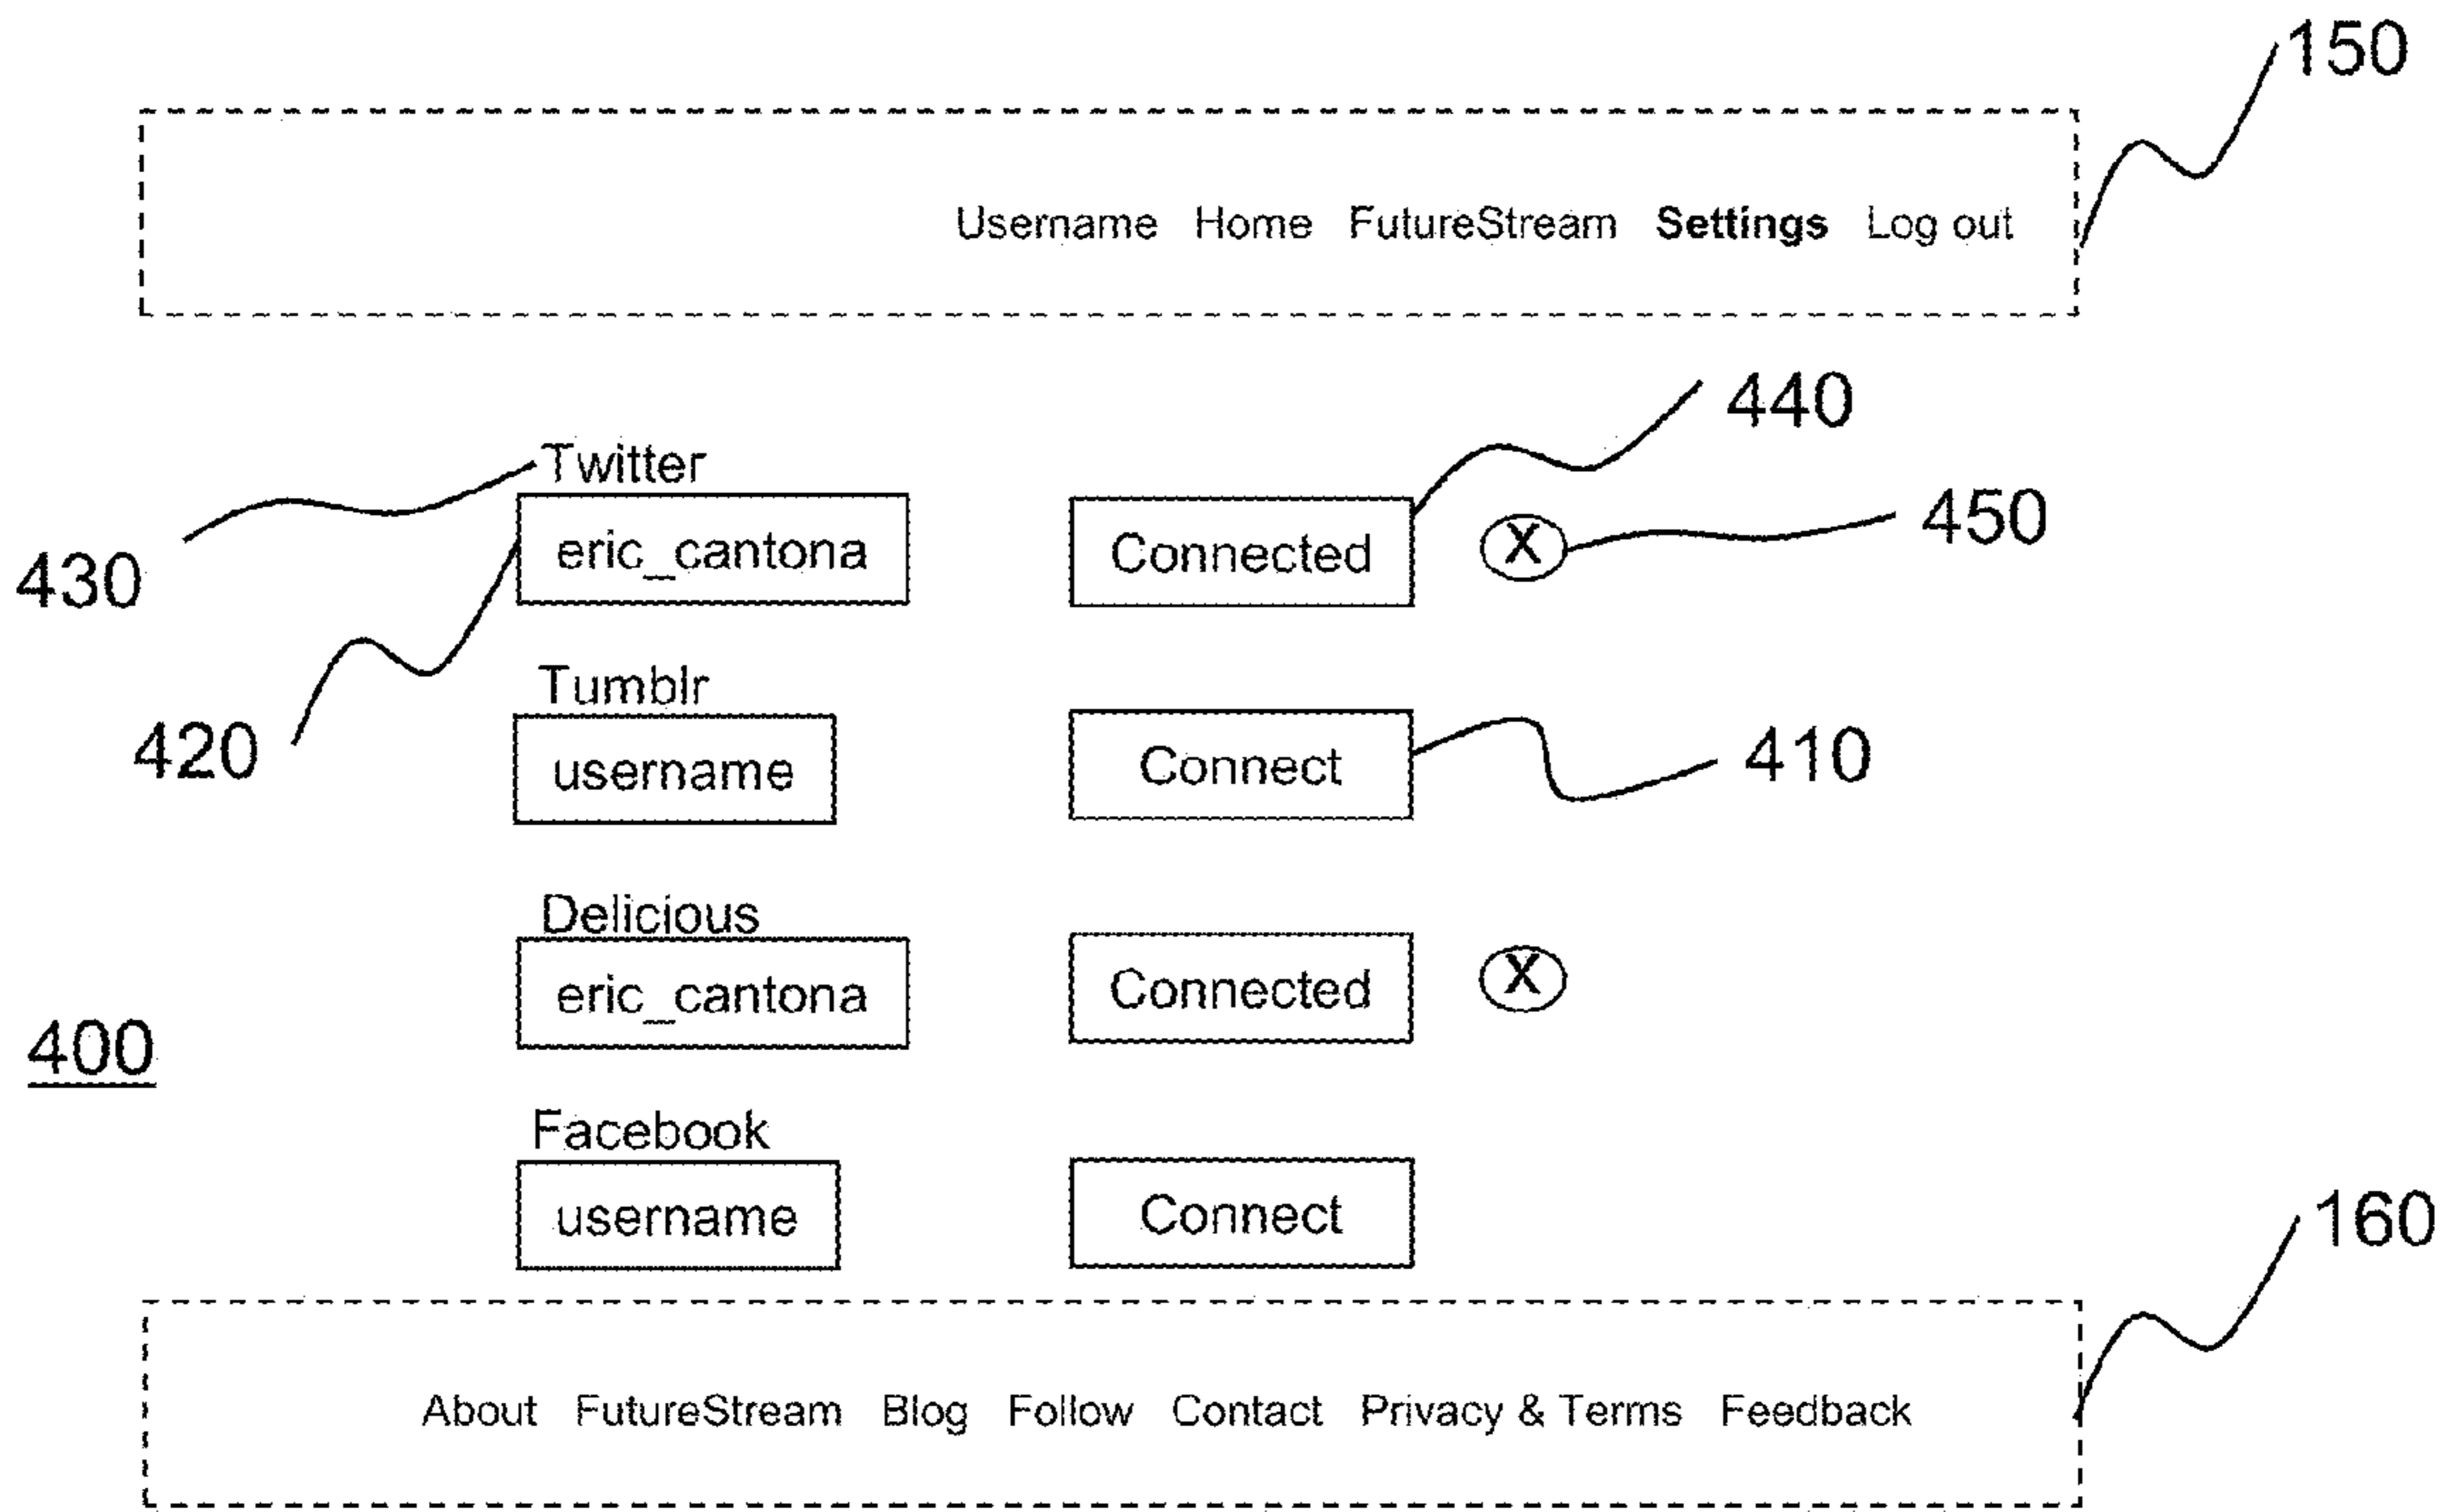 150
Username Home FutureStream Settings Log out
440
Twitter
450
eric_cantona Connected X
430
Tumblr
420
username Connect
410
Delicious
eric_cantona Connected X
400
Facebook
username Connect
160
About FutureStream Blog Follow Contact Privacy & Terms Feedback